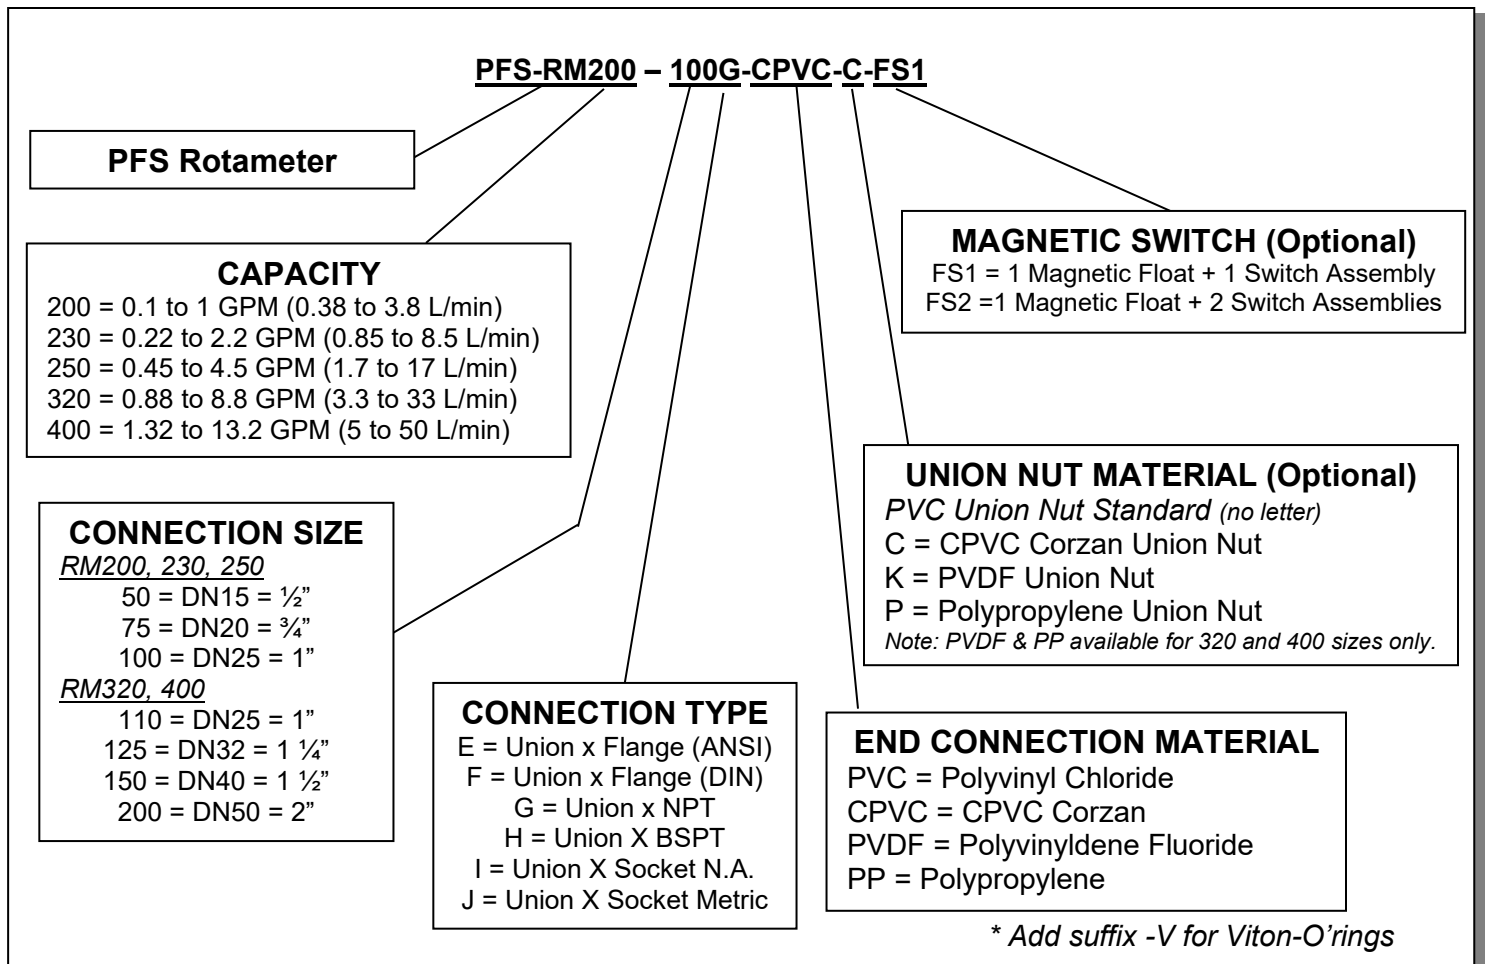 PFS-RM200 – 100G-CPVC-C-FS1
PFS Rotameter
CAPACITY
200 = 0.1 to 1 GPM (0.38 to 3.8 L/min)
230 = 0.22 to 2.2 GPM (0.85 to 8.5 L/min)
250 = 0.45 to 4.5 GPM (1.7 to 17 L/min)
320 = 0.88 to 8.8 GPM (3.3 to 33 L/min)
400 = 1.32 to 13.2 GPM (5 to 50 L/min)
MAGNETIC SWITCH (Optional)
FS1 = 1 Magnetic Float + 1 Switch Assembly
FS2 =1 Magnetic Float + 2 Switch Assemblies
UNION NUT MATERIAL (Optional)
PVC Union Nut Standard (no letter)
C = CPVC Corzan Union Nut
K = PVDF Union Nut
P = Polypropylene Union Nut
Note: PVDF & PP available for 320 and 400 sizes only.
CONNECTION SIZE
RM200, 230, 250
50 = DN15 = ½”
75 = DN20 = ¾”
100 = DN25 = 1”
RM320, 400
110 = DN25 = 1”
125 = DN32 = 1 ¼”
150 = DN40 = 1 ½”
200 = DN50 = 2”
CONNECTION TYPE
E = Union x Flange (ANSI)
F = Union x Flange (DIN)
G = Union x NPT
H = Union X BSPT
I = Union X Socket N.A.
J = Union X Socket Metric
END CONNECTION MATERIAL
PVC = Polyvinyl Chloride
CPVC = CPVC Corzan
PVDF = Polyvinyldene Fluoride
PP = Polypropylene
* Add suffix -V for Viton-O’rings